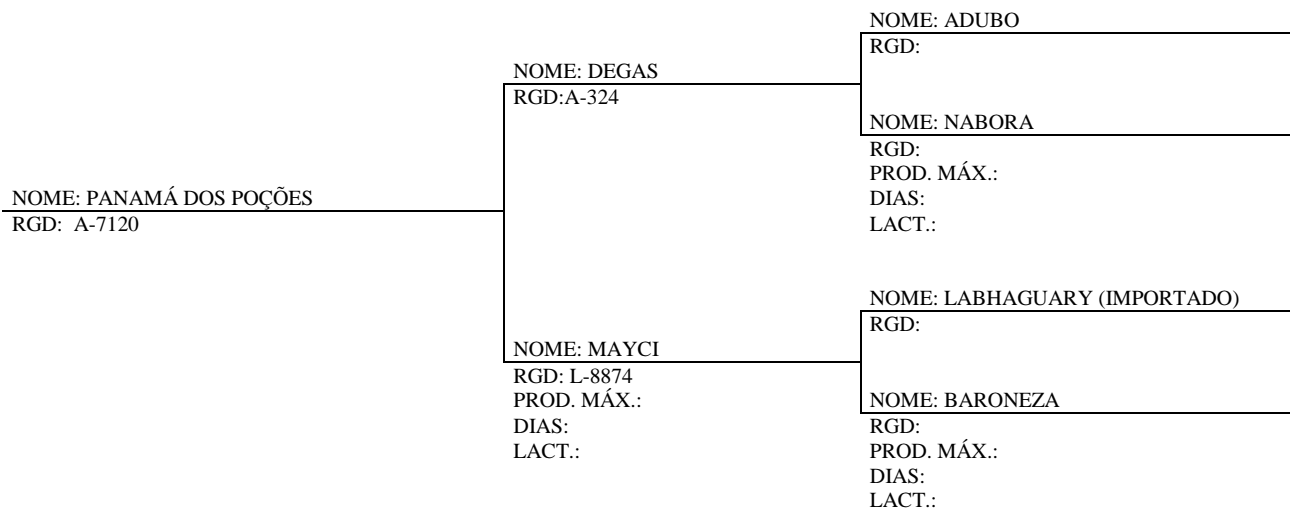 NOME: ADUBO
RGD:
NOME: DEGAS
RGD:A-324
NOME: NABORA
RGD:
PROD. MÁX.:
DIAS:
LACT.:
NOME: PANAMÁ DOS POÇÕES
RGD: A-7120
NOME: LABHAGUARY (IMPORTADO)
RGD:
NOME: MAYCI
RGD: L-8874
PROD. MÁX.:
DIAS:
LACT.:
NOME: BARONEZA
RGD:
PROD. MÁX.:
DIAS:
LACT.: